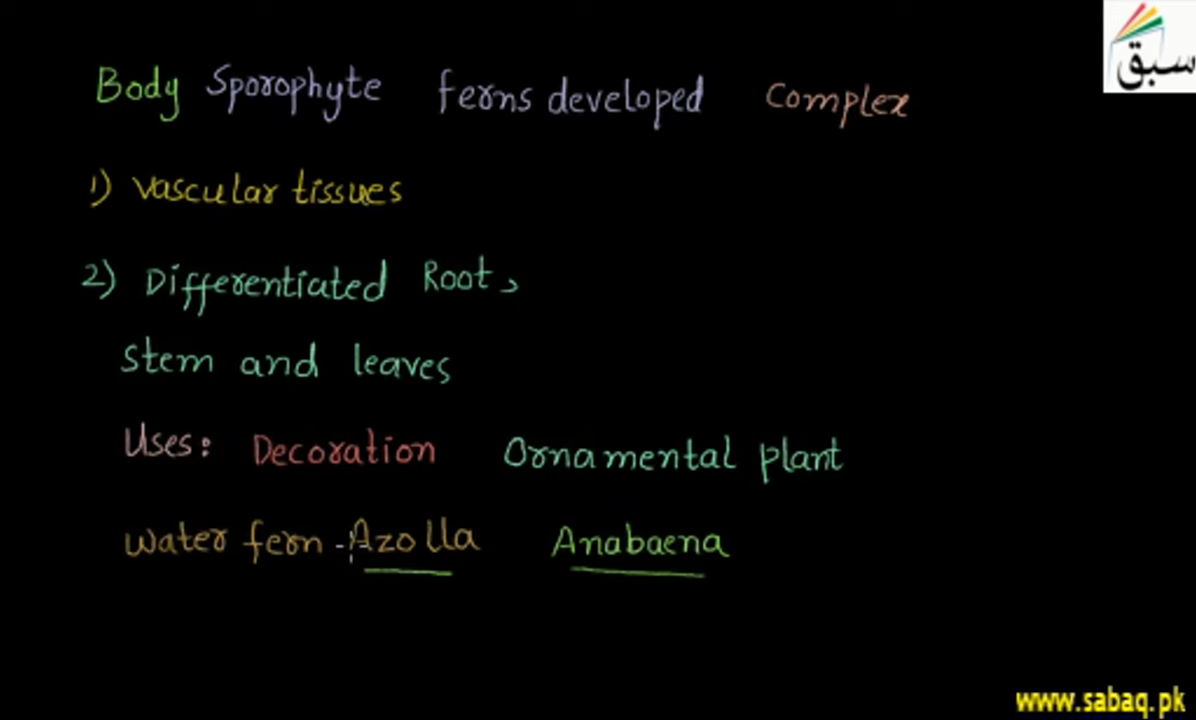 سبق
Body Sporophyte ferns developed Complex
1) Vascular tissues
2) Differentiated Root,
Stem and leaves
Uses: Decoration Ornamental plant
Water fern - Azolla Anabaena
www.sabaq.pk